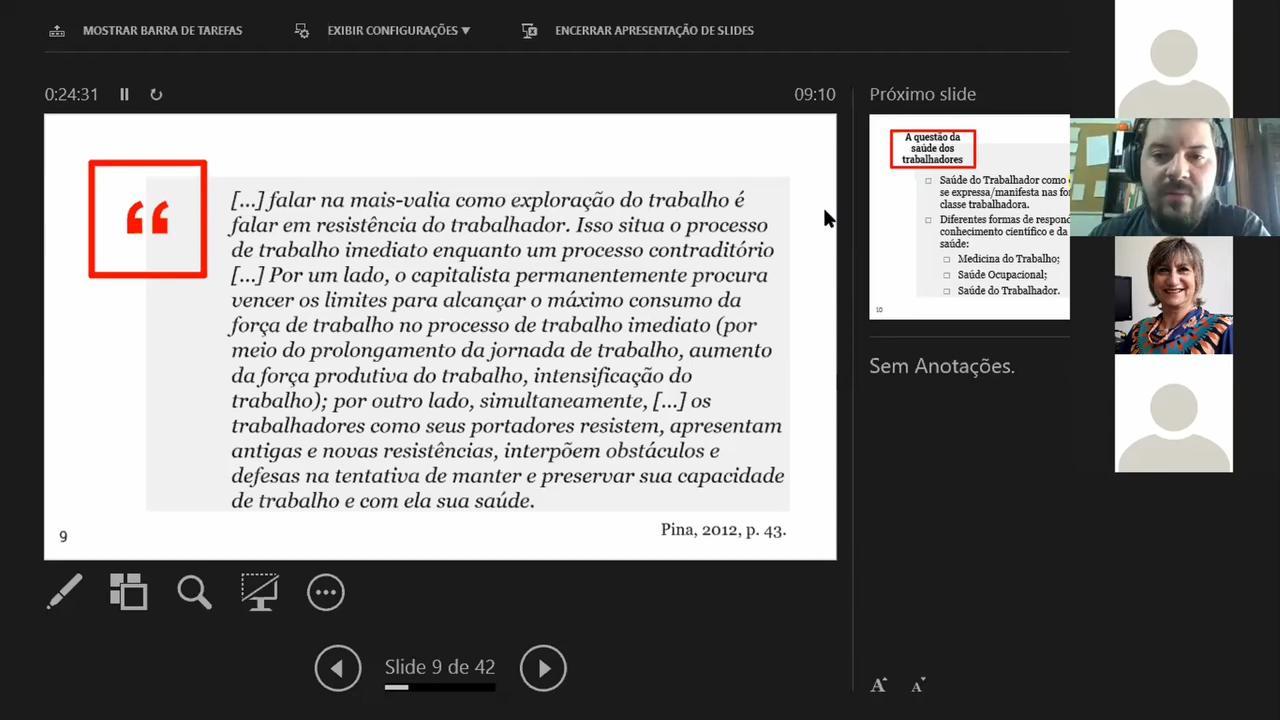 MOSTRAR BARRA DE TAREFAS
EXIBIR CONFIGURAÇÕES ▼
ENCERRAR APRESENTAÇÃO DE SLIDES
0:24:31
09:10
Próximo slide
“
[...] falar na mais-valia como exploração do trabalho é
falar em resistência do trabalhador. Isso situa o processo
de trabalho imediato enquanto um processo contraditório
[...] Por um lado, o capitalista permanentemente procura
vencer os limites para alcançar o máximo consumo da
força de trabalho no processo de trabalho imediato (por
meio do prolongamento da jornada de trabalho, aumento
da força produtiva do trabalho, intensificação do
trabalho); por outro lado, simultaneamente, [...] os
trabalhadores como seus portadores resistem, apresentam
antigas e novas resistências, interpõem obstáculos e
defesas na tentativa de manter e preservar sua capacidade
de trabalho e com ela sua saúde.
Pina, 2012, p. 43.
9
A questão da
saúde dos
trabalhadores
Saúde do Trabalhador como
se expressa/manifesta nas
classe trabalhadora.
Diferentes formas de
conhecimento científico e da
saúde:
Medicina do Trabalho;
Saúde Ocupacional;
Saúde do Trabalhador.
10
Sem Anotações.
Slide 9 de 42
A A